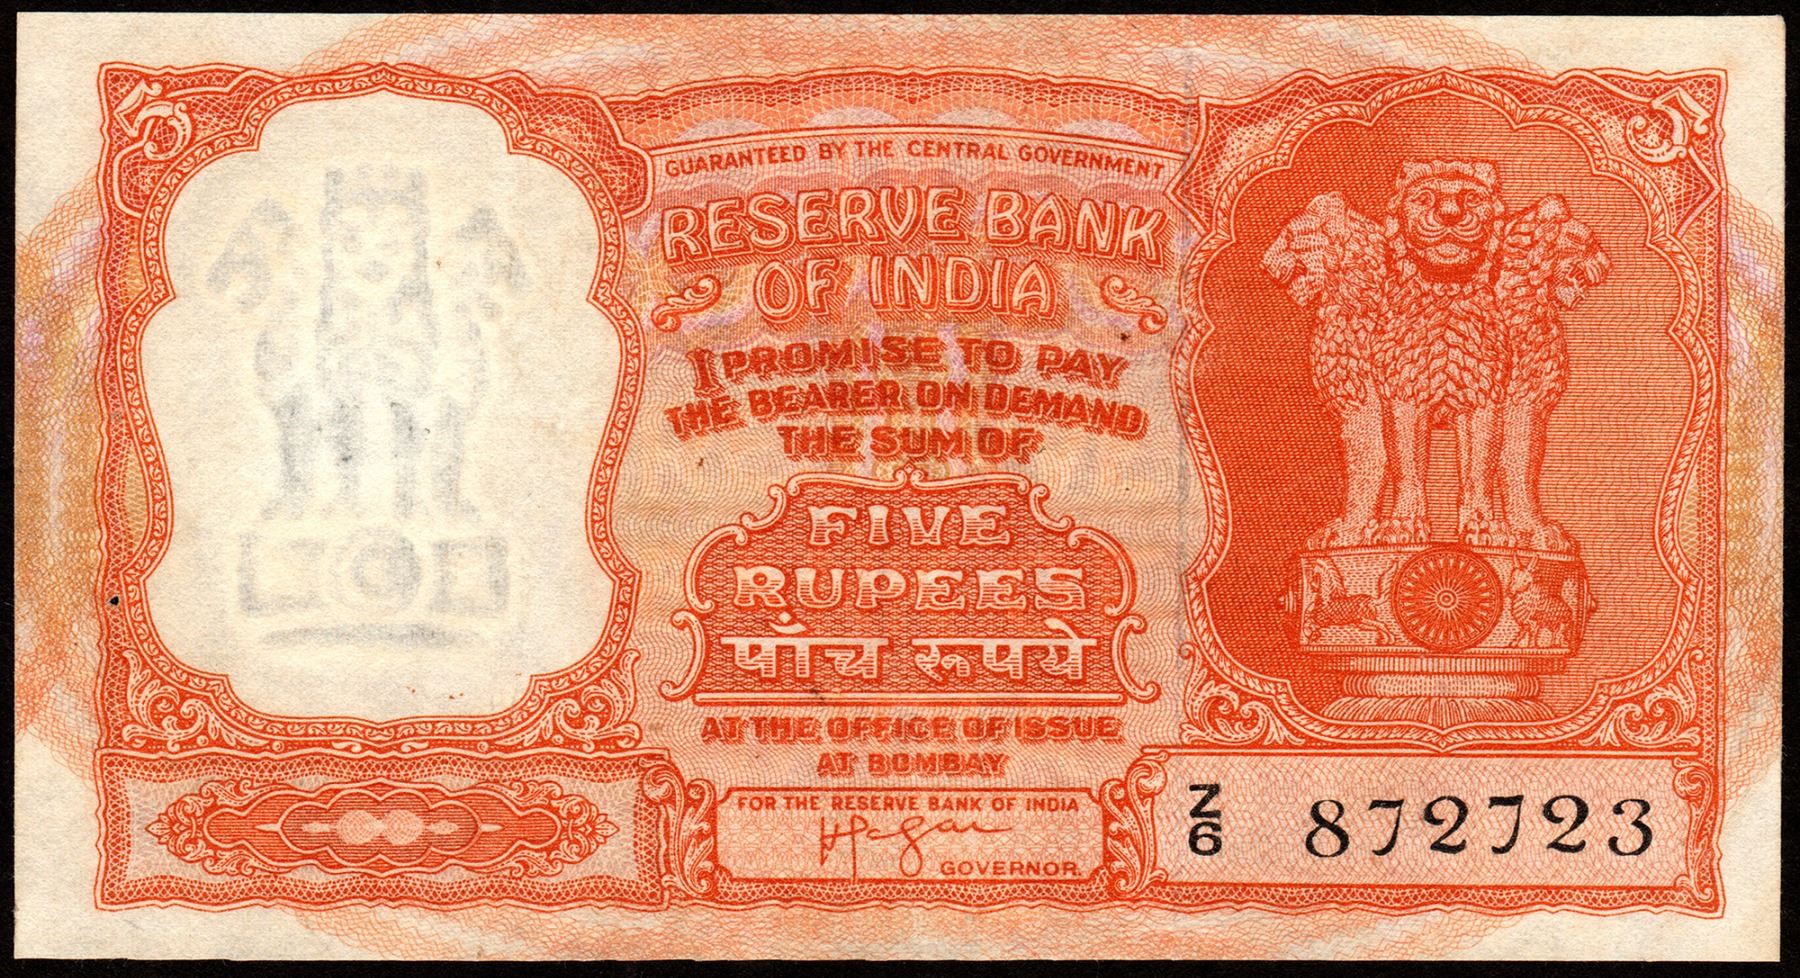 5
5
GUARANTEED BY THE CENTRAL GOVERNMENT
RESERVE BANK
OF INDIA
I PROMISE TO PAY
THE BEARER ON DEMAND
THE SUM OF
FIVE
RUPEES
पाँच रूपये
AT THE OFFICE OF ISSUE
AT BOMBAY
FOR THE RESERVE BANK OF INDIA
GOVERNOR.
Z
6 872723